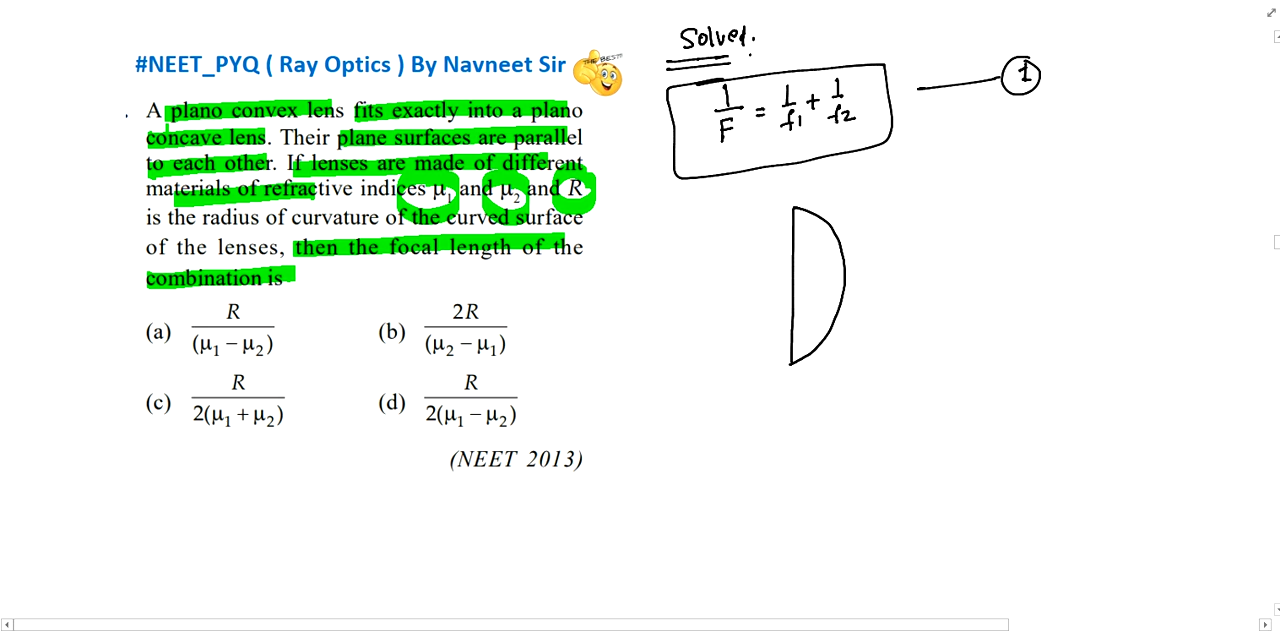 #NEET_PYQ ( Ray Optics ) By Navneet Sir
THE BEST!
. A plano convex lens fits exactly into a plano
concave lens. Their plane surfaces are parallel
to each other. If lenses are made of different
materials of refractive indices μ₁ and μ₂ and R
is the radius of curvature of the curved surface
of the lenses, then the focal length of the
combination is
(a) R/(μ₁ − μ₂) (b) 2R/(μ₂ − μ₁)
(c) R/2(μ₁ + μ₂) (d) R/2(μ₁ − μ₂)
(NEET 2013)
Solved.
1/F = 1/f₁ + 1/f₂ — 1